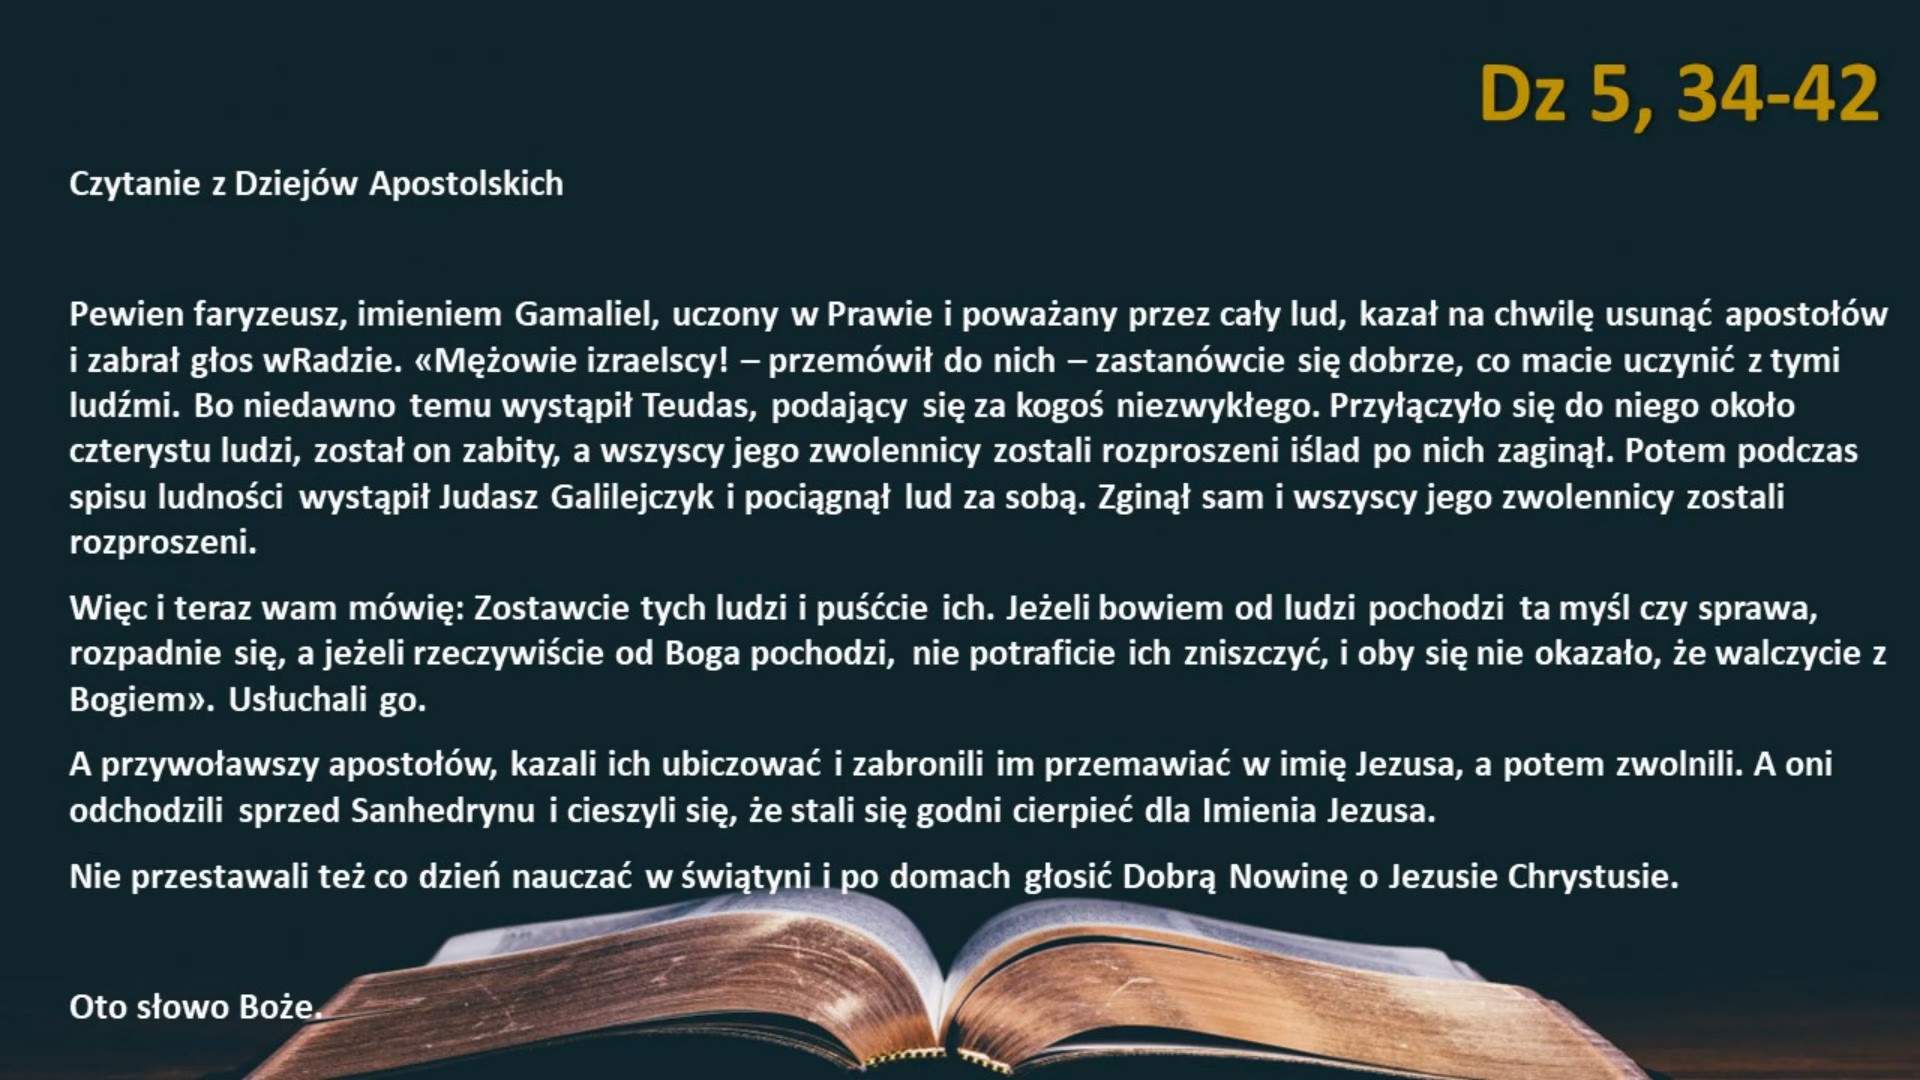 Dz 5, 34-42
Czytanie z Dziejów Apostolskich
Pewien faryzeusz, imieniem Gamaliel, uczony w Prawie i poważany przez cały lud, kazał na chwilę usunąć apostołów
i zabrał głos wRadzie. «Mężowie izraelscy! – przemówił do nich – zastanówcie się dobrze, co macie uczynić z tymi
ludźmi. Bo niedawno temu wystąpił Teudas, podający się za kogoś niezwykłego. Przyłączyło się do niego około
czterystu ludzi, został on zabity, a wszyscy jego zwolennicy zostali rozproszeni iślad po nich zaginął. Potem podczas
spisu ludności wystąpił Judasz Galilejczyk i pociągnął lud za sobą. Zginął sam i wszyscy jego zwolennicy zostali
rozproszeni.
Więc i teraz wam mówię: Zostawcie tych ludzi i puśćcie ich. Jeżeli bowiem od ludzi pochodzi ta myśl czy sprawa,
rozpadnie się, a jeżeli rzeczywiście od Boga pochodzi, nie potraficie ich zniszczyć, i oby się nie okazało, że walczycie z
Bogiem». Usłuchali go.
A przywoławszy apostołów, kazali ich ubiczować i zabronili im przemawiać w imię Jezusa, a potem zwolnili. A oni
odchodzili sprzed Sanhedrynu i cieszyli się, że stali się godni cierpieć dla Imienia Jezusa.
Nie przestawali też co dzień nauczać w świątyni i po domach głosić Dobrą Nowinę o Jezusie Chrystusie.
Oto słowo Boże.